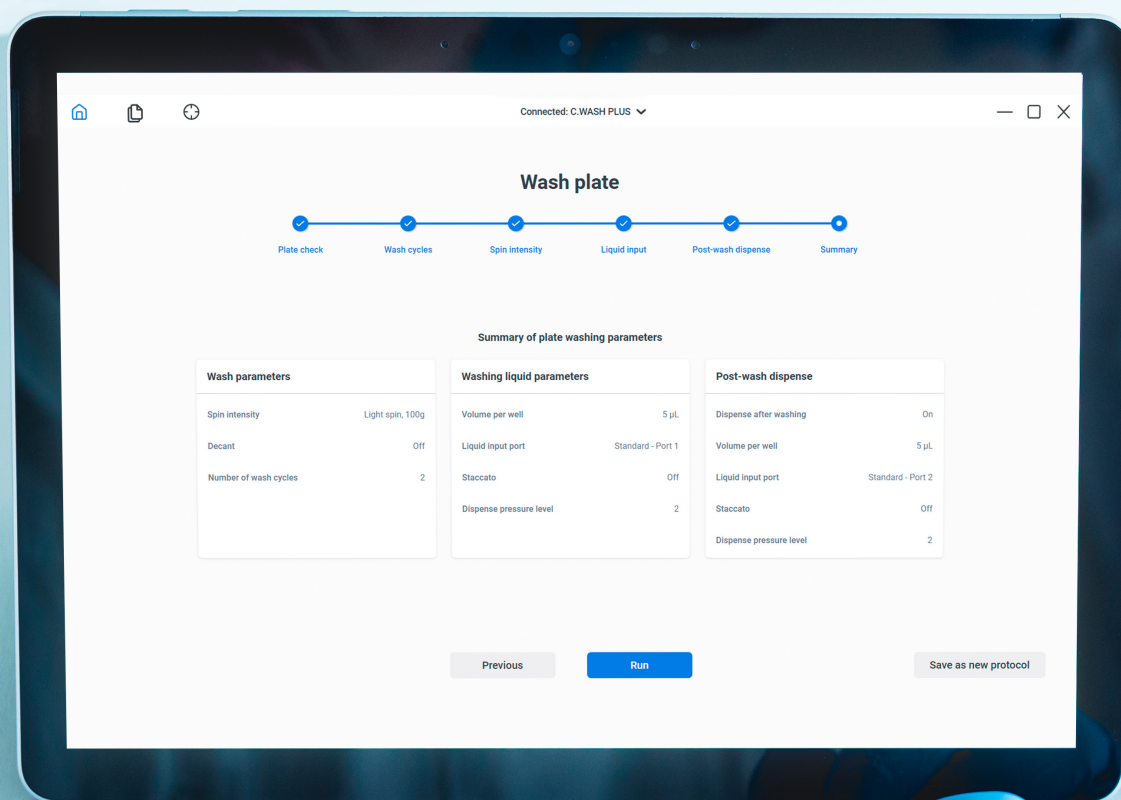 Connected: C.WASH PLUS
Wash plate
Plate check
Wash cycles
Spin intensity
Liquid input
Post-wash dispense
Summary
Summary of plate washing parameters
Wash parameters
Spin intensity Light spin, 100g
Decant Off
Number of wash cycles 2
Washing liquid parameters
Volume per well 5 µL
Liquid input port Standard - Port 1
Staccato Off
Dispense pressure level 2
Post-wash dispense
Dispense after washing On
Volume per well 5 µL
Liquid input port Standard - Port 2
Staccato Off
Dispense pressure level 2
Previous
Run
Save as new protocol